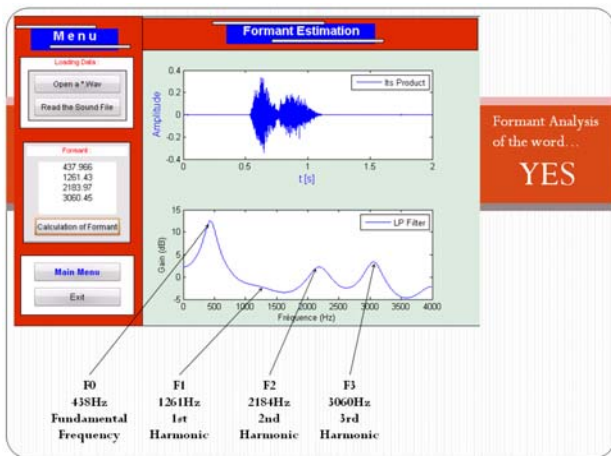 Menu
Loading Data :
Open a *.Wav
Read the Sound File
Formant :
437.966
1261.43
2183.97
3060.45
Calculation of Formant
Main Menu
Exit
Formant Estimation
Its Product
Amplitude
0.4
0.2
0
-0.2
-0.4
0 0.5 1 1.5 2
t [s]
LP Filter
Gain (dB)
15
10
5
0
-5
0 500 1000 1500 2000 2500 3000 3500 4000
Fréquence (Hz)
Formant Analysis
of the word…
YES
F0
438Hz
Fundamental
Frequency
F1
1261Hz
1st
Harmonic
F2
2184Hz
2nd
Harmonic
F3
3060Hz
3rd
Harmonic